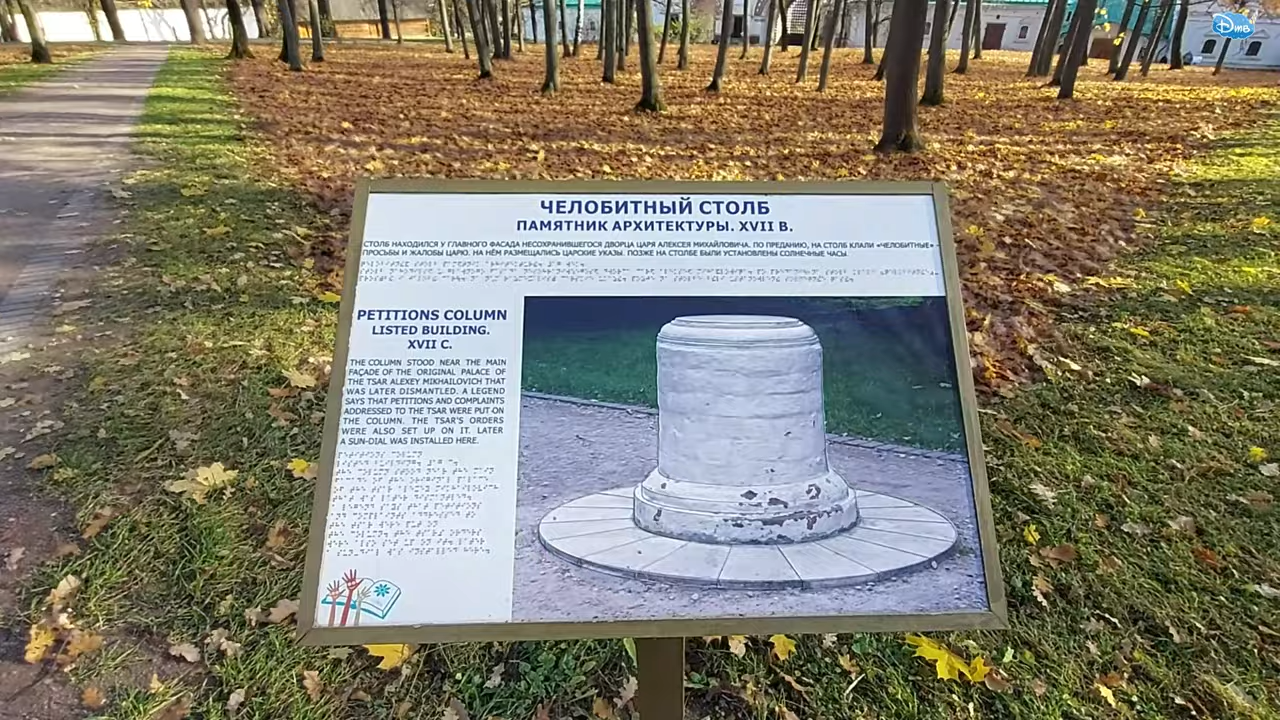 Dmв
ЧЕЛОБИТНЫЙ СТОЛБ
ПАМЯТНИК АРХИТЕКТУРЫ. XVII В.
СТОЛБ НАХОДИЛСЯ У ГЛАВНОГО ФАСАДА НЕСОХРАНИВШЕГОСЯ ДВОРЦА ЦАРЯ АЛЕКСЕЯ МИХАЙЛОВИЧА. ПО ПРЕДАНИЮ, НА СТОЛБ КЛАЛИ «ЧЕЛОБИТНЫЕ» -
ПРОСЬБЫ И ЖАЛОБЫ ЦАРЮ. НА НЁМ РАЗМЕЩАЛИСЬ ЦАРСКИЕ УКАЗЫ. ПОЗЖЕ НА СТОЛБЕ БЫЛИ УСТАНОВЛЕНЫ СОЛНЕЧНЫЕ ЧАСЫ.
PETITIONS COLUMN
LISTED BUILDING.
XVII C.
THE COLUMN STOOD NEAR THE MAIN
FAÇADE OF THE ORIGINAL PALACE OF
THE TSAR ALEXEY MIKHAILOVICH THAT
WAS LATER DISMANTLED. A LEGEND
SAYS THAT PETITIONS AND COMPLAINTS
ADDRESSED TO THE TSAR WERE PUT ON
THE COLUMN. THE TSAR'S ORDERS
WERE ALSO SET UP ON IT. LATER
A SUN-DIAL WAS INSTALLED HERE.